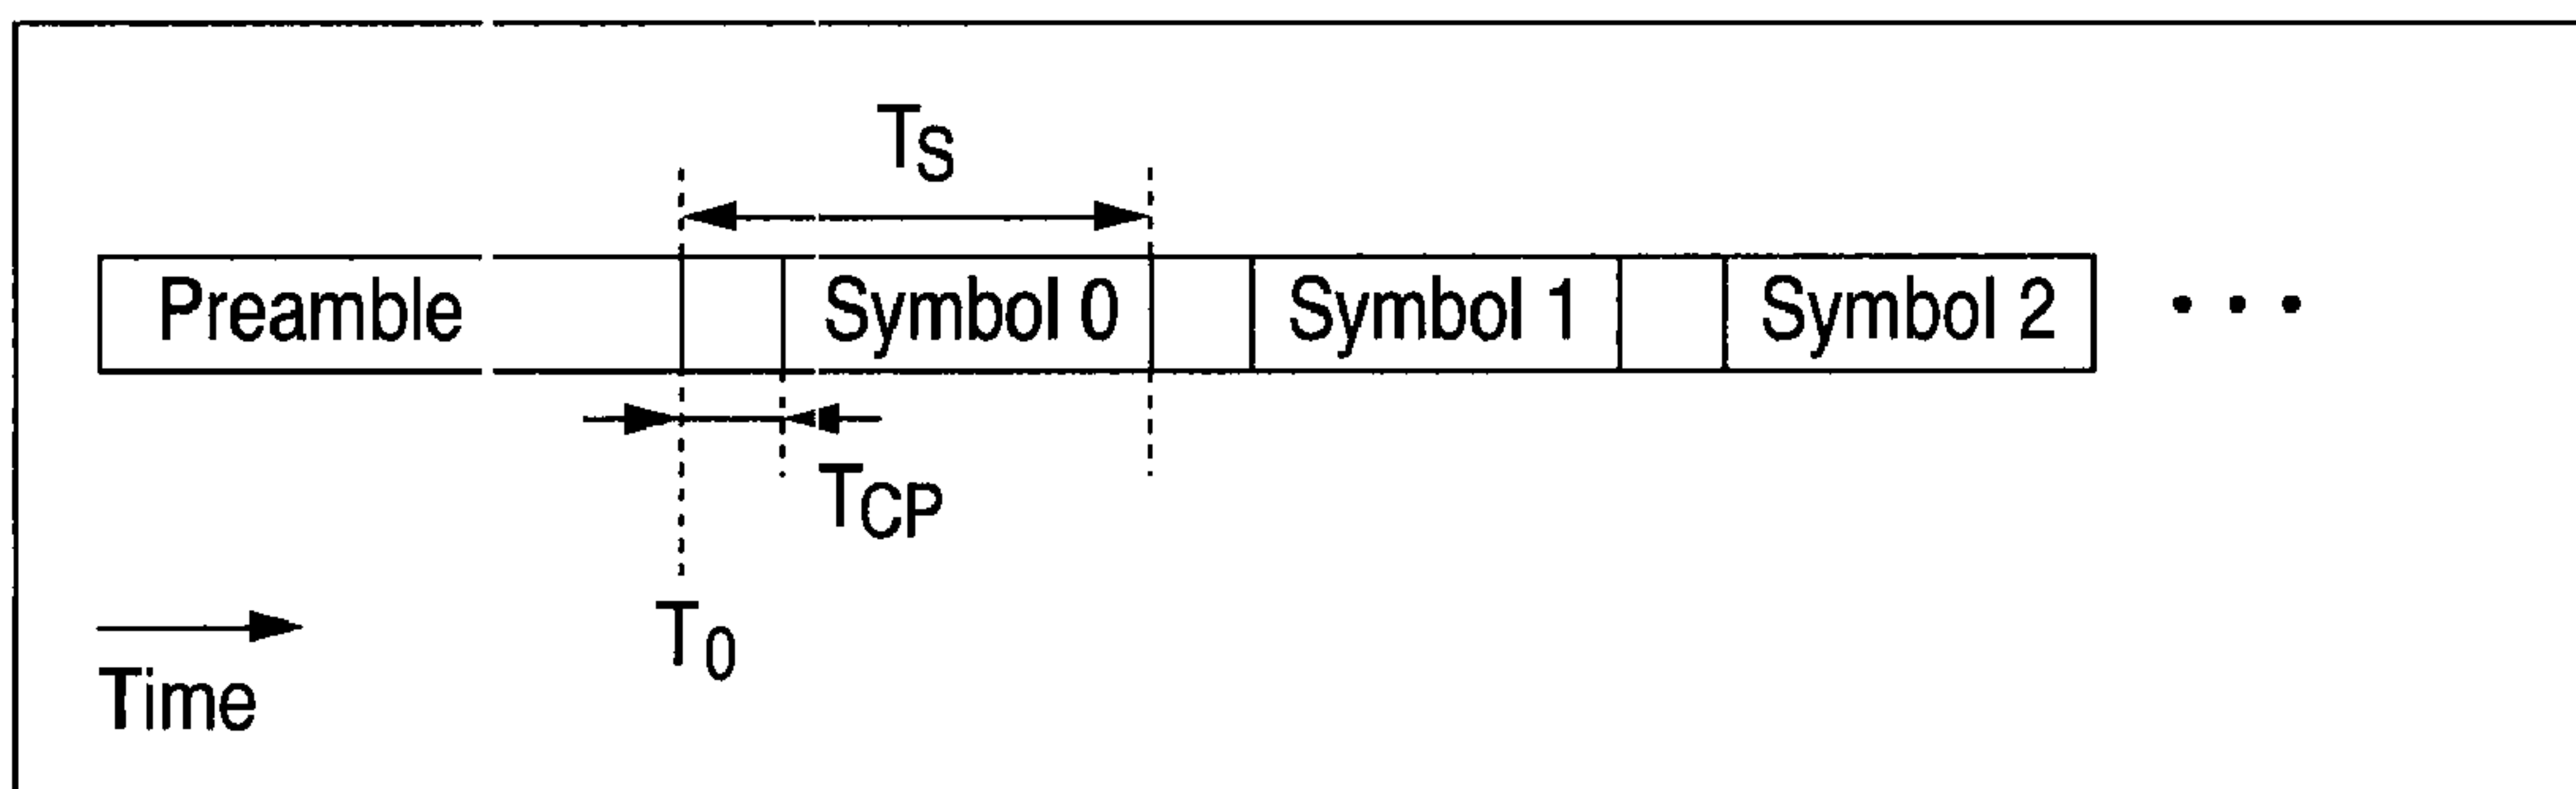 TS
Preamble Symbol 0 Symbol 1 Symbol 2 • • •
TCP
T0
Time